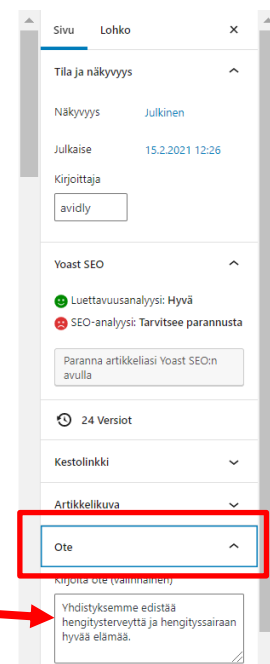 Sivu Lohko ×
Tila ja näkyvyys
Näkyvyys Julkinen
Julkaise 15.2.2021 12:26
Kirjoittaja
avidly
Yoast SEO
Luettavuusanalyysi: Hyvä
SEO-analyysi: Tarvitsee parannusta
Paranna artikkeliasi Yoast SEO:n
avulla
24 Versiot
Kestolinkki
Artikkelikuva
Ote
Kirjoita ote (valinnainen)
Yhdistyksemme edistää
hengitysterveyttä ja hengityssairaan
hyvää elämää.